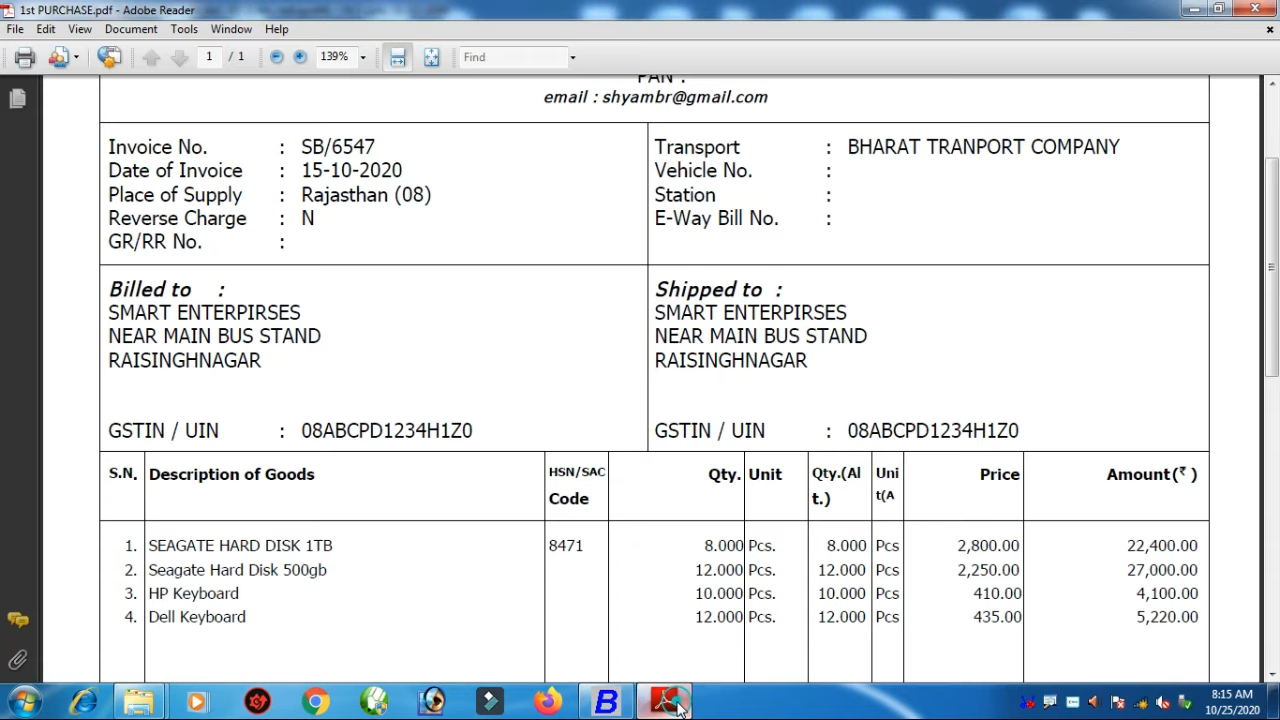 1st PURCHASE.pdf - Adobe Reader
File Edit View Document Tools Window Help
1 / 1 139% Find
PAN :
email : shyambr@gmail.com
Invoice No. : SB/6547
Date of Invoice : 15-10-2020
Place of Supply : Rajasthan (08)
Reverse Charge : N
GR/RR No. :
Transport : BHARAT TRANPORT COMPANY
Vehicle No. :
Station :
E-Way Bill No. :
Billed to :
SMART ENTERPIRSES
NEAR MAIN BUS STAND
RAISINGHNAGAR
GSTIN / UIN : 08ABCPD1234H1Z0
Shipped to :
SMART ENTERPIRSES
NEAR MAIN BUS STAND
RAISINGHNAGAR
GSTIN / UIN : 08ABCPD1234H1Z0
S.N. Description of Goods HSN/SAC Code Qty. Unit Qty.(Al t.) Uni t(A Price Amount(₹ )
1. SEAGATE HARD DISK 1TB 8471 8.000 Pcs. 8.000 Pcs 2,800.00 22,400.00
2. Seagate Hard Disk 500gb 12.000 Pcs. 12.000 Pcs 2,250.00 27,000.00
3. HP Keyboard 10.000 Pcs. 10.000 Pcs 410.00 4,100.00
4. Dell Keyboard 12.000 Pcs. 12.000 Pcs 435.00 5,220.00
B
8:15 AM
10/25/2020